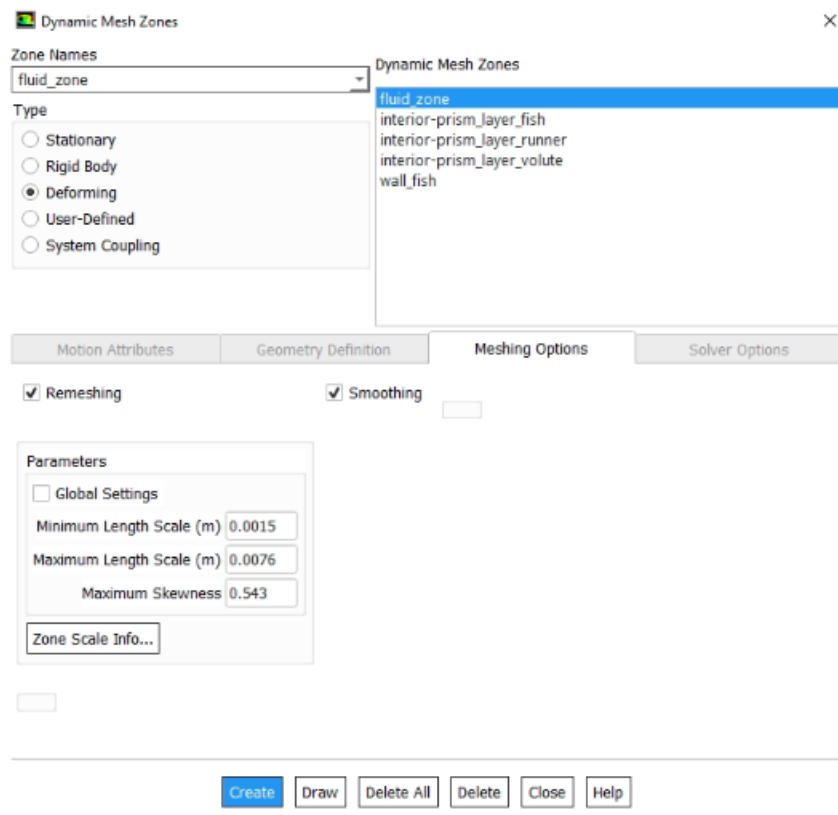 Dynamic Mesh Zones
Zone Names
fluid_zone
Type
Stationary
Rigid Body
Deforming
User-Defined
System Coupling
Dynamic Mesh Zones
fluid_zone
interior-prism_layer_fish
interior-prism_layer_runner
interior-prism_layer_volute
wall_fish
Motion Attributes
Geometry Definition
Meshing Options
Solver Options
Remeshing
Smoothing
Parameters
Global Settings
Minimum Length Scale (m) 0.0015
Maximum Length Scale (m) 0.0076
Maximum Skewness 0.543
Zone Scale Info...
Create Draw Delete All Delete Close Help